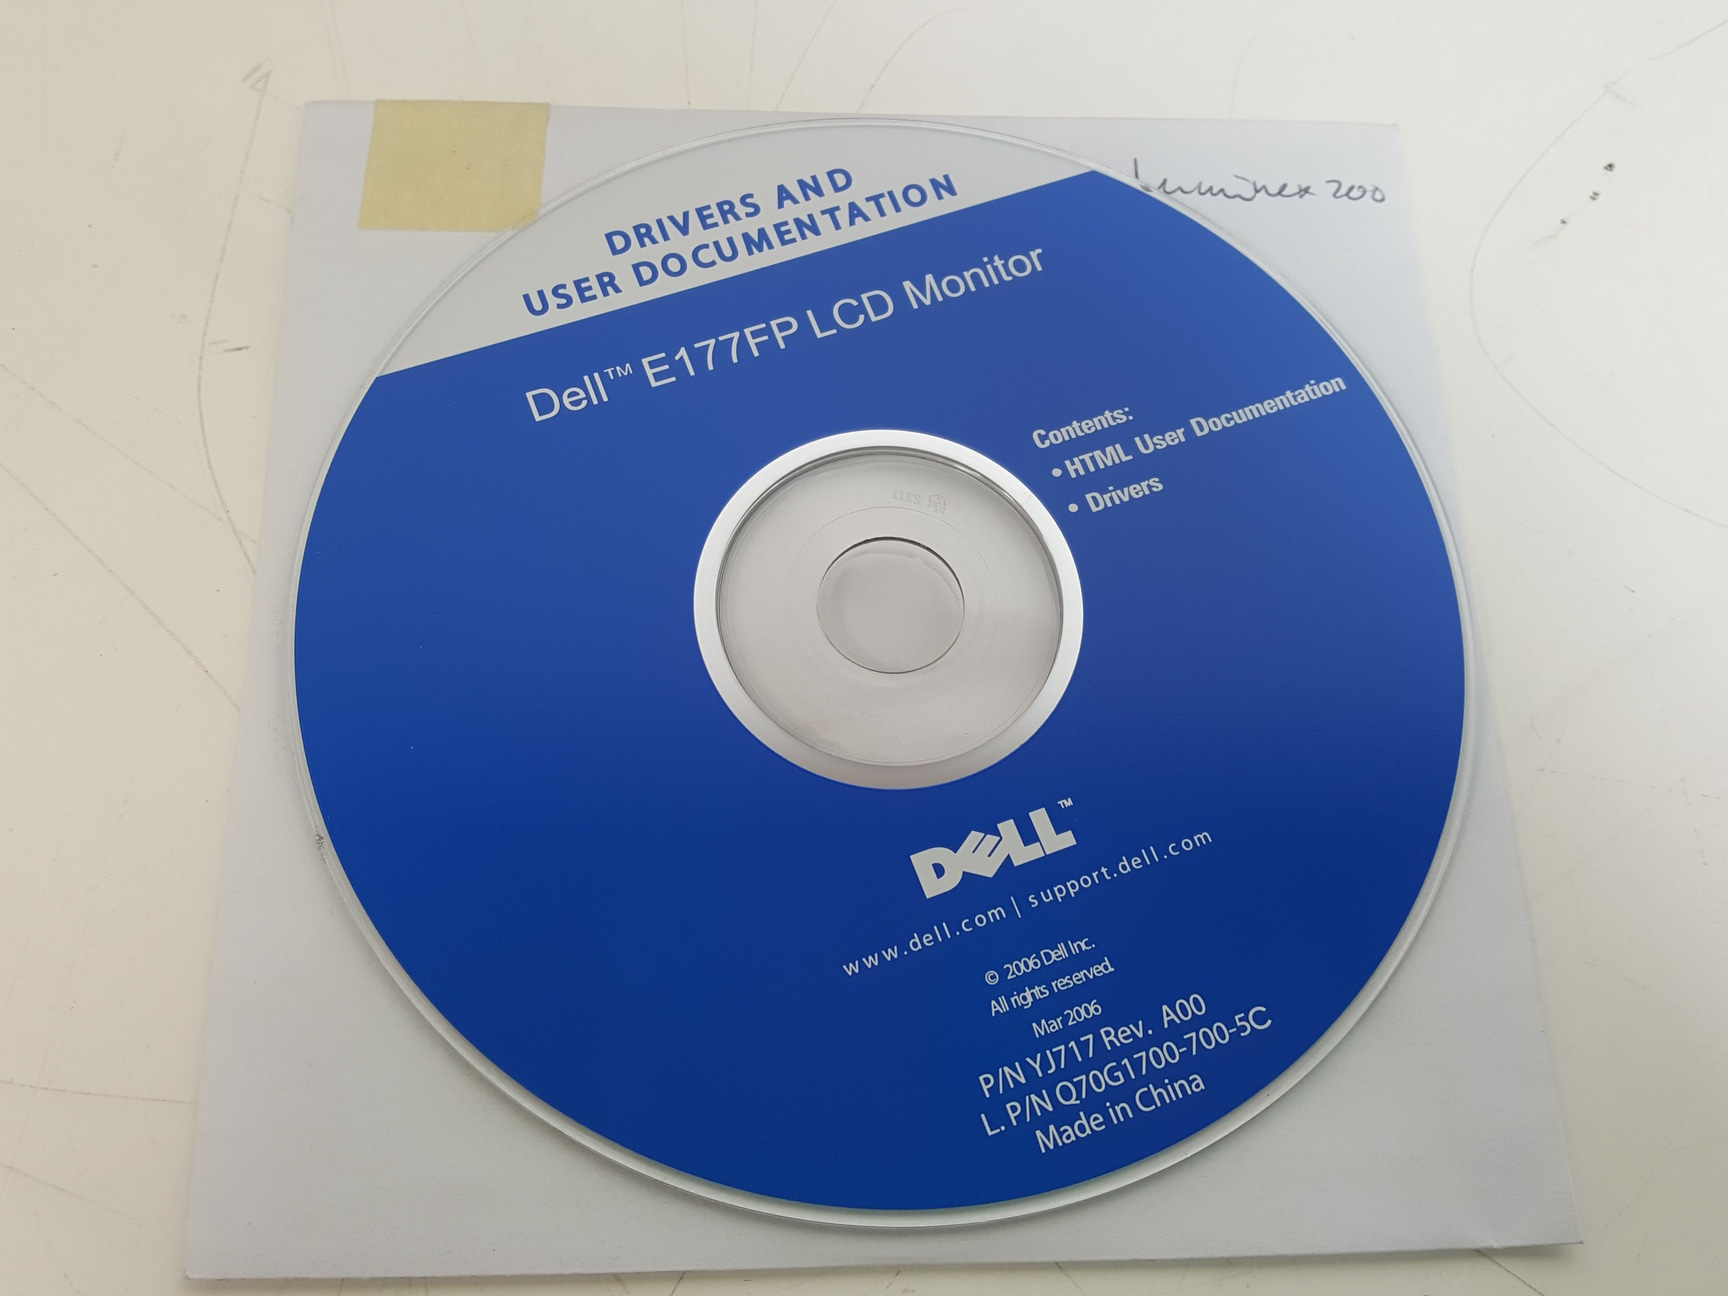 DRIVERS AND
USER DOCUMENTATION
Luminex 200
Dell™ E177FP LCD Monitor
Contents:
• HTML User Documentation
• Drivers
DELL™
www.dell.com | support.dell.com
© 2006 Dell Inc.
All rights reserved.
Mar 2006
P/N YJ717 Rev. A00
L. P/N Q70G1700-700-5C
Made in China